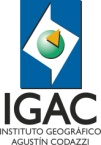 IGAC
INSTITUTO GEOGRÁFICO
AGUSTÍN CODAZZI